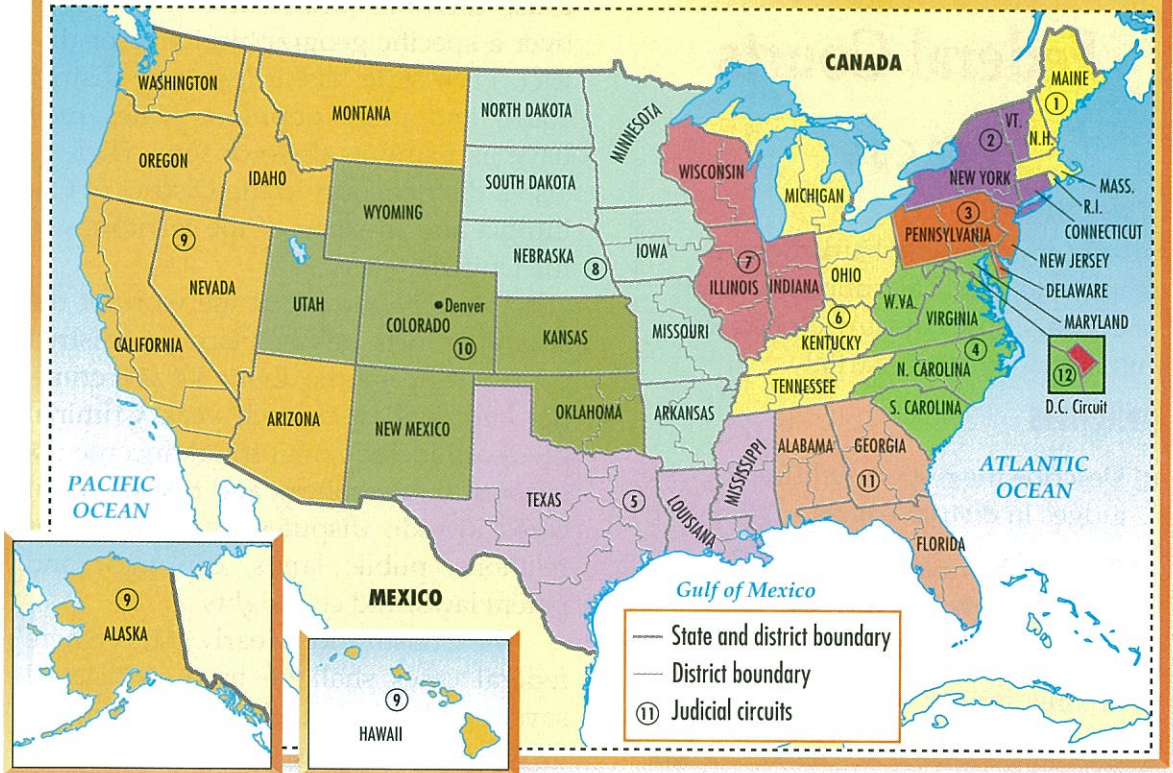 CANADA
WASHINGTON
MONTANA
NORTH DAKOTA
MINNESOTA
MAINE
1
VT.
N.H.
2
NEW YORK
MASS.
R.I.
CONNECTICUT
OREGON
IDAHO
SOUTH DAKOTA
WISCONSIN
MICHIGAN
WYOMING
3
PENNSYLVANIA
NEW JERSEY
DELAWARE
MARYLAND
9
NEVADA
NEBRASKA
8
IOWA
7
ILLINOIS
INDIANA
OHIO
W.VA.
VIRGINIA
UTAH
Denver
COLORADO
10
KANSAS
MISSOURI
6
KENTUCKY
4
N. CAROLINA
12
D.C. Circuit
CALIFORNIA
ARIZONA
NEW MEXICO
OKLAHOMA
ARKANSAS
TENNESSEE
S. CAROLINA
MISSISSIPPI
ALABAMA
GEORGIA
11
PACIFIC
OCEAN
ATLANTIC
OCEAN
TEXAS
5
LOUISIANA
FLORIDA
Gulf of Mexico
MEXICO
9
ALASKA
9
HAWAII
State and district boundary
District boundary
11 Judicial circuits